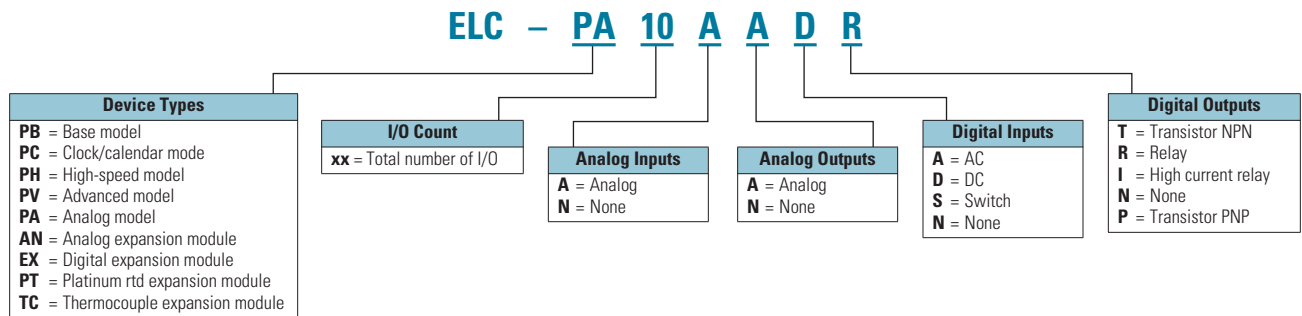 ELC – PA 10 A A D R
Device Types
PB = Base model
PC = Clock/calendar mode
PH = High-speed model
PV = Advanced model
PA = Analog model
AN = Analog expansion module
EX = Digital expansion module
PT = Platinum rtd expansion module
TC = Thermocouple expansion module
I/O Count
xx = Total number of I/O
Analog Inputs
A = Analog
N = None
Analog Outputs
A = Analog
N = None
Digital Inputs
A = AC
D = DC
S = Switch
N = None
Digital Outputs
T = Transistor NPN
R = Relay
I = High current relay
N = None
P = Transistor PNP